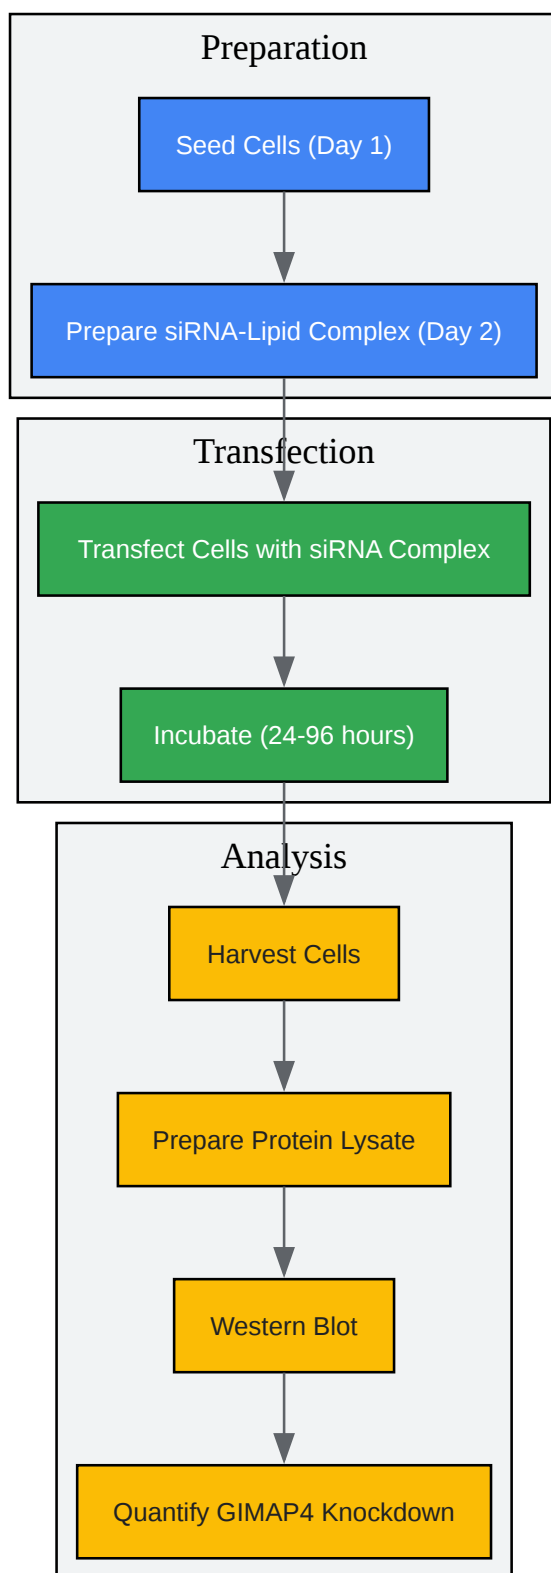 Preparation
Seed Cells (Day 1)
Prepare siRNA-Lipid Complex (Day 2)
Transfection
Transfect Cells with siRNA Complex
Incubate (24-96 hours)
Analysis
Harvest Cells
Prepare Protein Lysate
Western Blot
Quantify GIMAP4 Knockdown